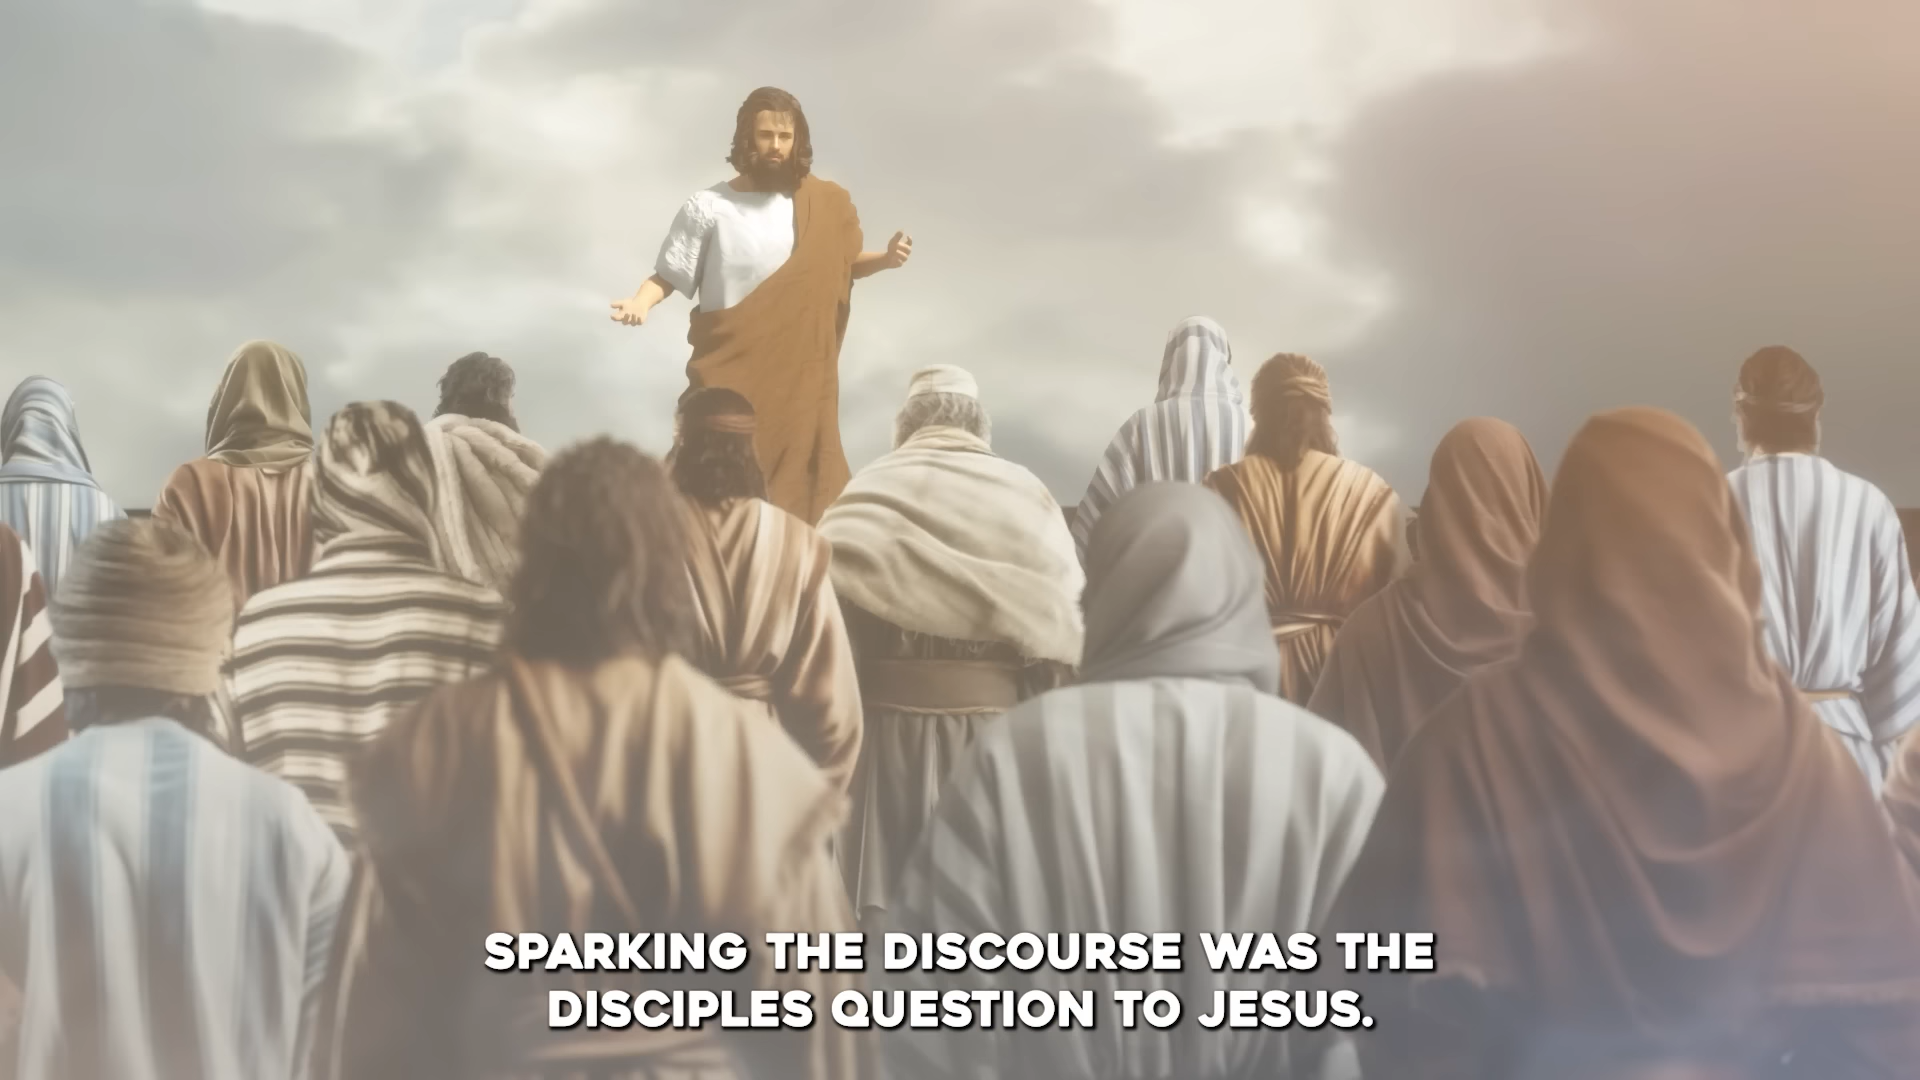 SPARKING THE DISCOURSE WAS THE
DISCIPLES QUESTION TO JESUS.